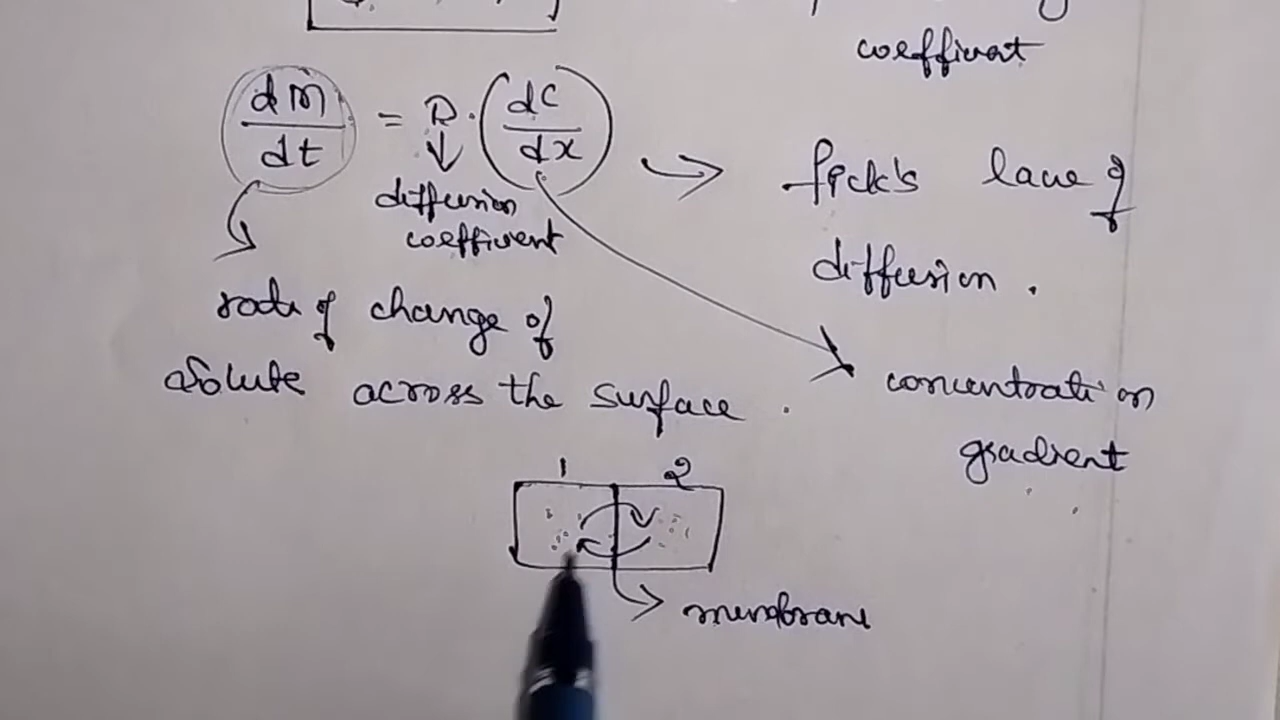 coefficient
dm/dt = D · (dC/dx)
fick's law of
diffusion.
diffusion
coefficient
rate of change of
solute across the surface.
concentration
gradient
1 2
membrane